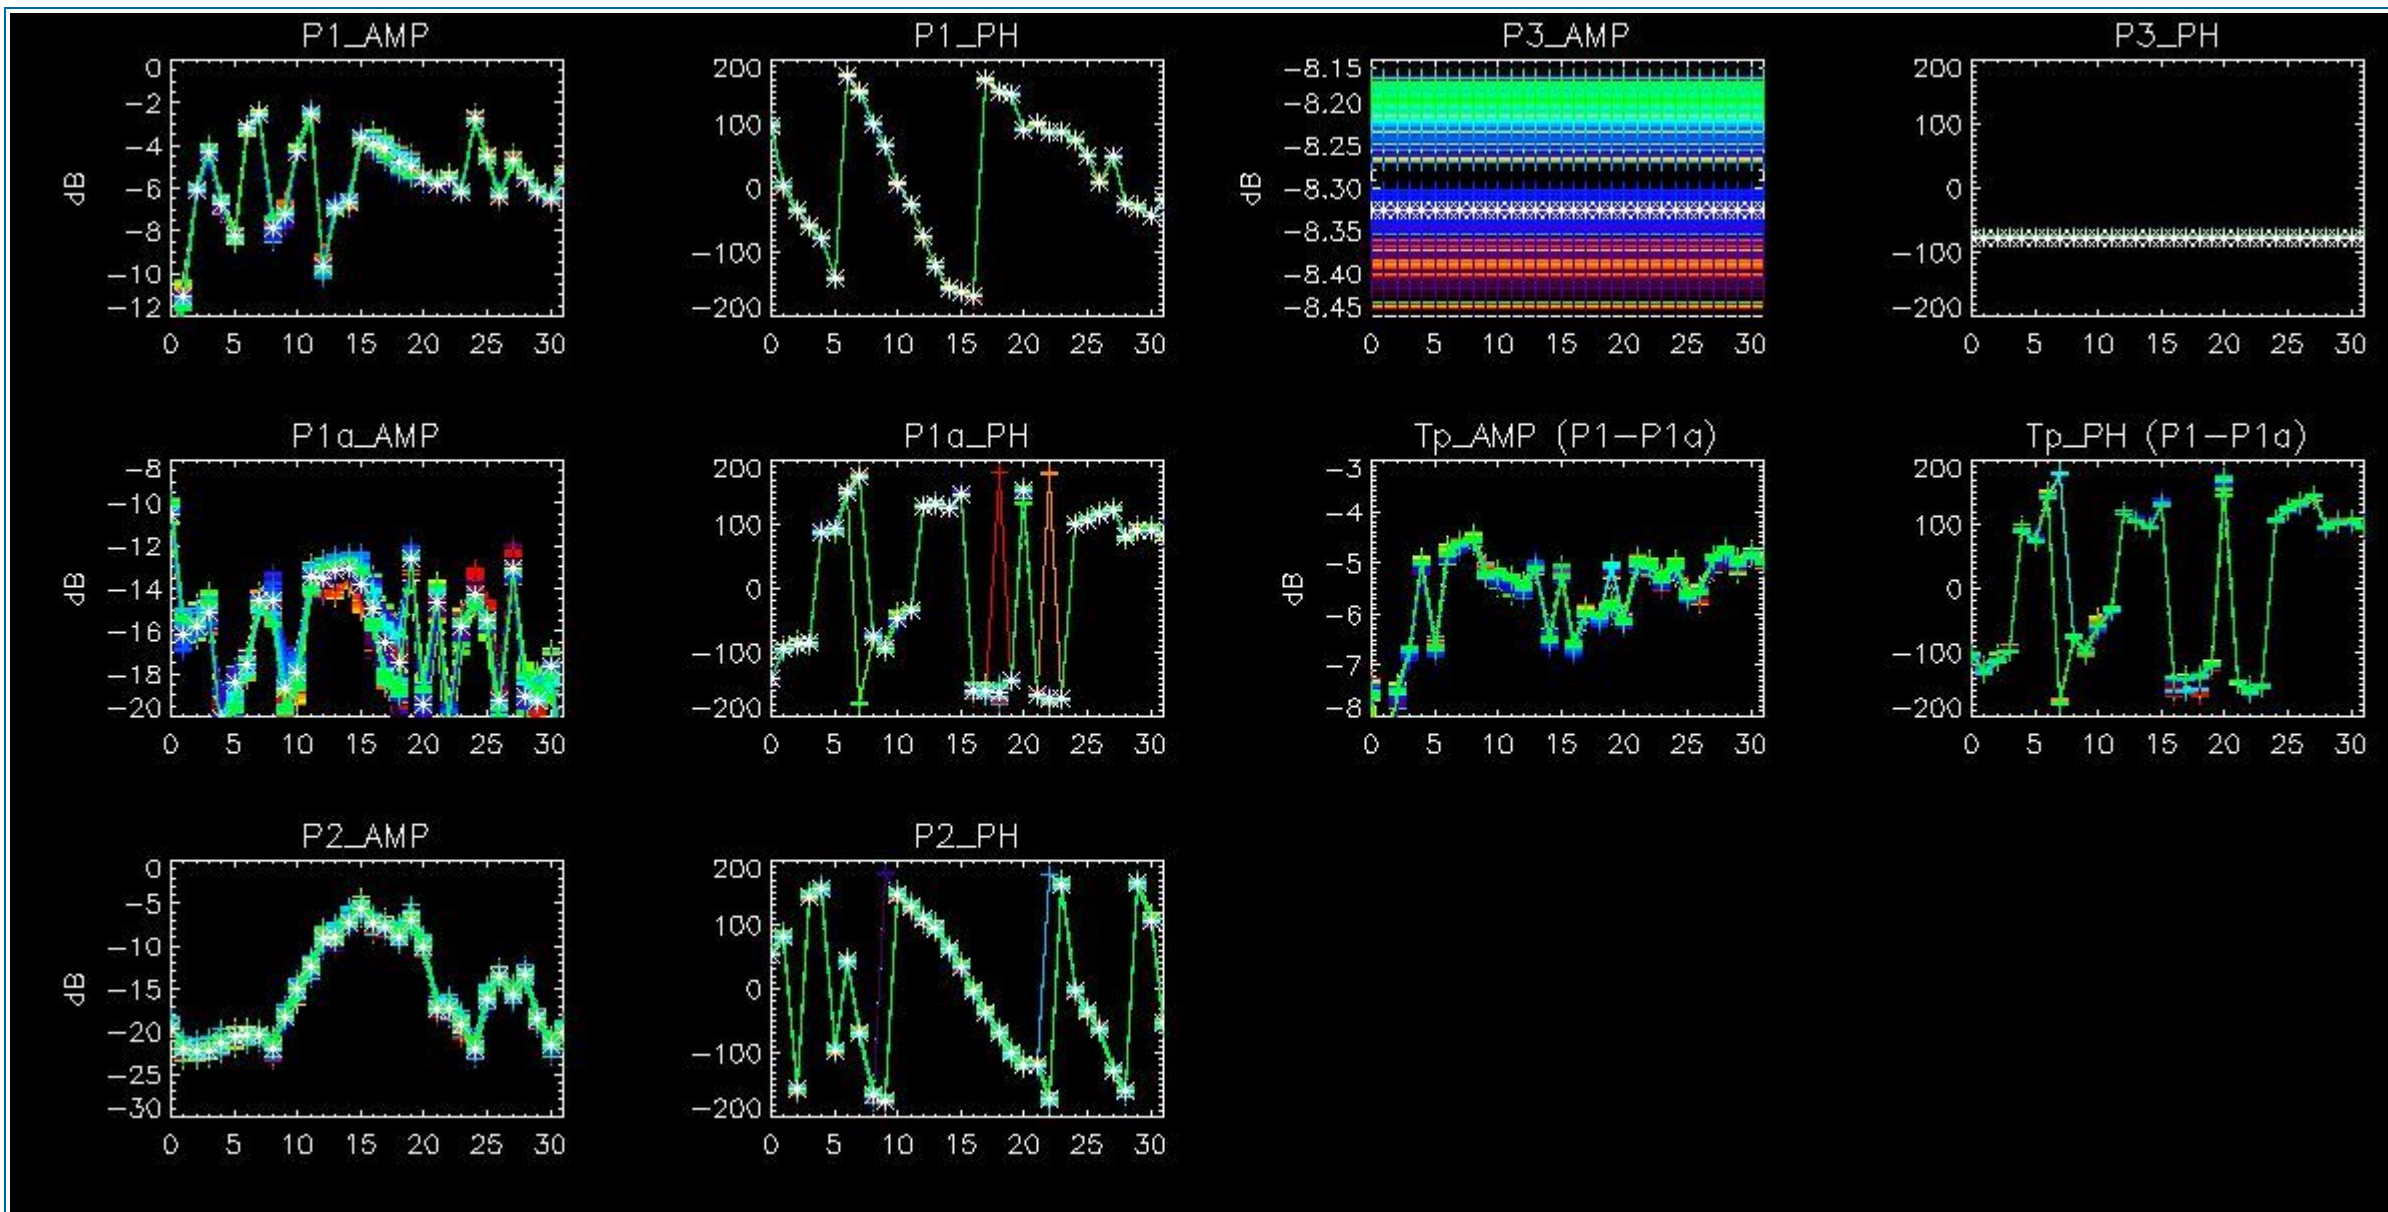 P1_AMP
0
−2
−4
−6
−8
−10
−12
dB
0 5 10 15 20 25 30
P1_PH
200
100
0
−100
−200
0 5 10 15 20 25 30
P3_AMP
−8.15
−8.20
−8.25
−8.30
−8.35
−8.40
−8.45
dB
0 5 10 15 20 25 30
P3_PH
200
100
0
−100
−200
0 5 10 15 20 25 30
P1a_AMP
−8
−10
−12
−14
−16
−18
−20
dB
0 5 10 15 20 25 30
P1a_PH
200
100
0
−100
−200
0 5 10 15 20 25 30
Tp_AMP (P1−P1a)
−3
−4
−5
−6
−7
−8
dB
0 5 10 15 20 25 30
Tp_PH (P1−P1a)
200
100
0
−100
−200
0 5 10 15 20 25 30
P2_AMP
0
−5
−10
−15
−20
−25
−30
dB
0 5 10 15 20 25 30
P2_PH
200
100
0
−100
−200
0 5 10 15 20 25 30